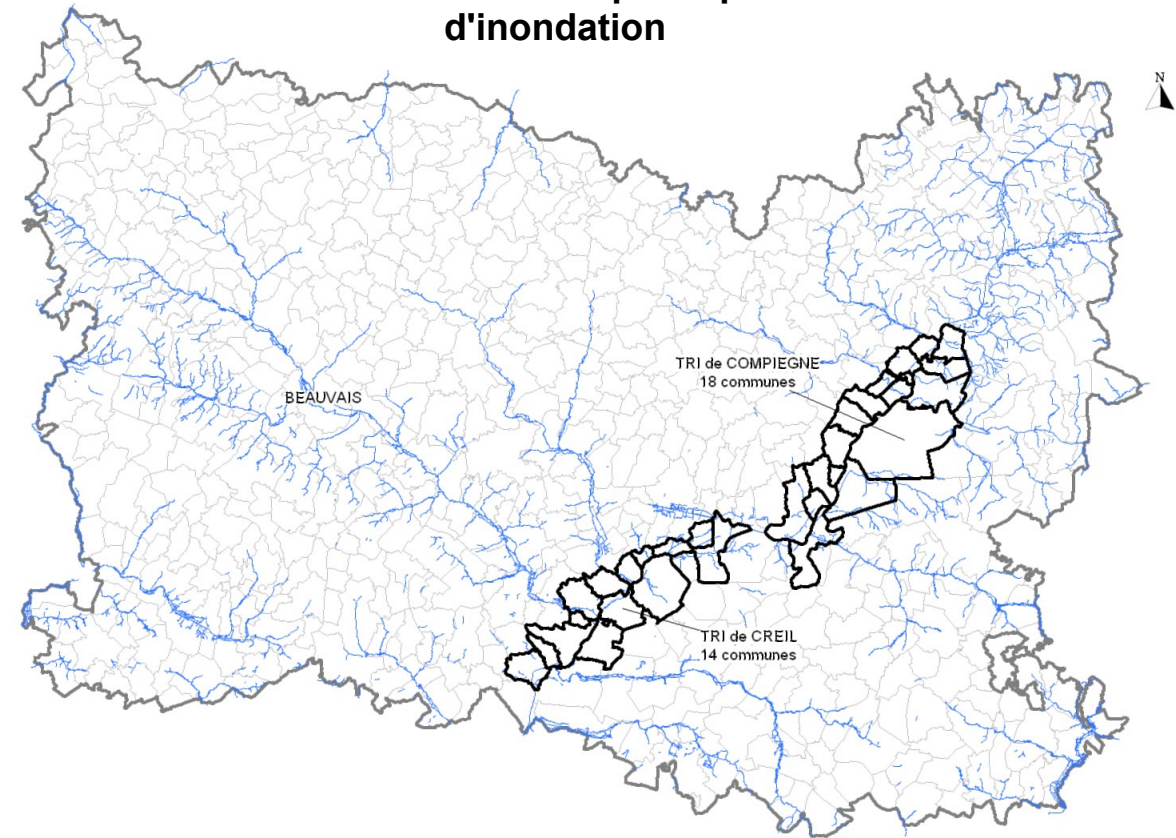 d'inondation
N
TRI de COMPIEGNE
18 communes
BEAUVAIS
TRI de CREIL
14 communes